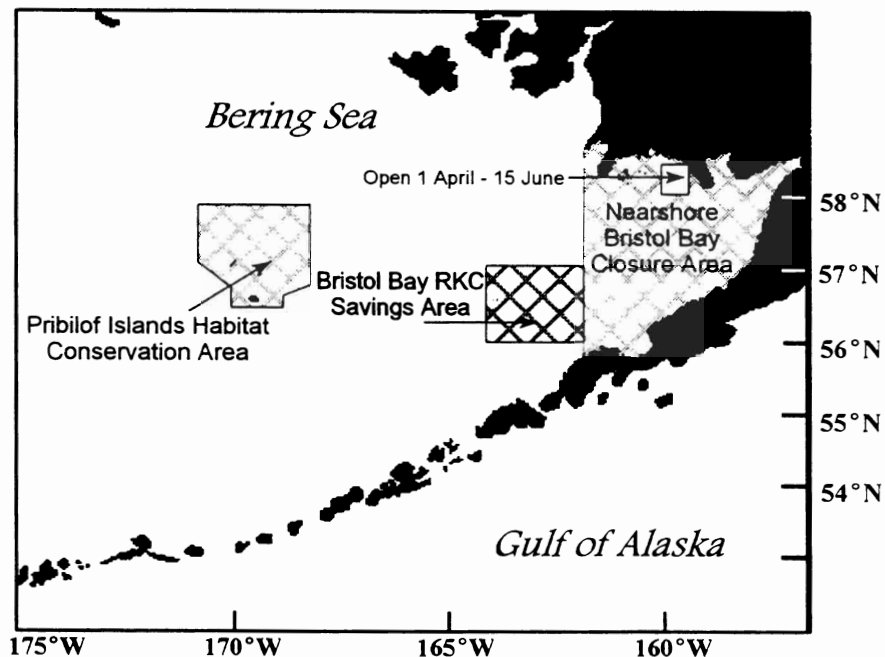 Bering Sea
Open 1 April - 15 June
Nearshore
Bristol Bay
Closure Area
Bristol Bay RKC
Savings Area
Pribilof Islands Habitat
Conservation Area
Gulf of Alaska
58°N
57°N
56°N
55°N
54°N
175°W
170°W
165°W
160°W